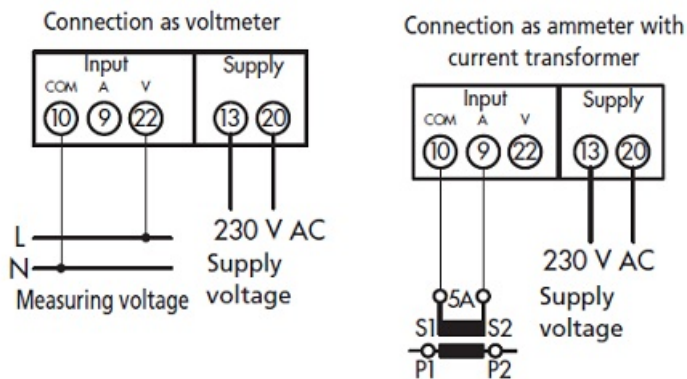 Connection as voltmeter
Input Supply
COM A V
10 9 22 13 20
L
N
230 V AC
Measuring voltage
Supply
voltage
Connection as ammeter with
current transformer
Input Supply
COM A V
10 9 22 13 20
230 V AC
Supply
voltage
5A
S1 S2
P1 P2